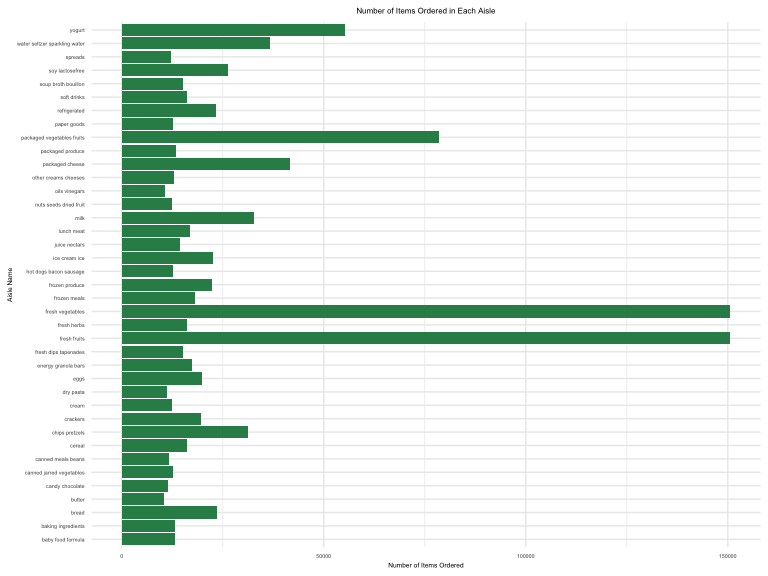 Number of Items Ordered in Each Aisle
yogurt
water seltzer sparkling water
spreads
soy lactosefree
soup broth bouillon
soft drinks
refrigerated
paper goods
packaged vegetables fruits
packaged produce
packaged cheese
other creams cheeses
oils vinegars
nuts seeds dried fruit
milk
lunch meat
juice nectars
ice cream ice
hot dogs bacon sausage
frozen produce
frozen meals
fresh vegetables
fresh herbs
fresh fruits
fresh dips tapenades
energy granola bars
eggs
dry pasta
cream
crackers
chips pretzels
cereal
canned meals beans
canned jarred vegetables
candy chocolate
butter
bread
baking ingredients
baby food formula
Aisle Name
0 50000 100000 150000
Number of Items Ordered